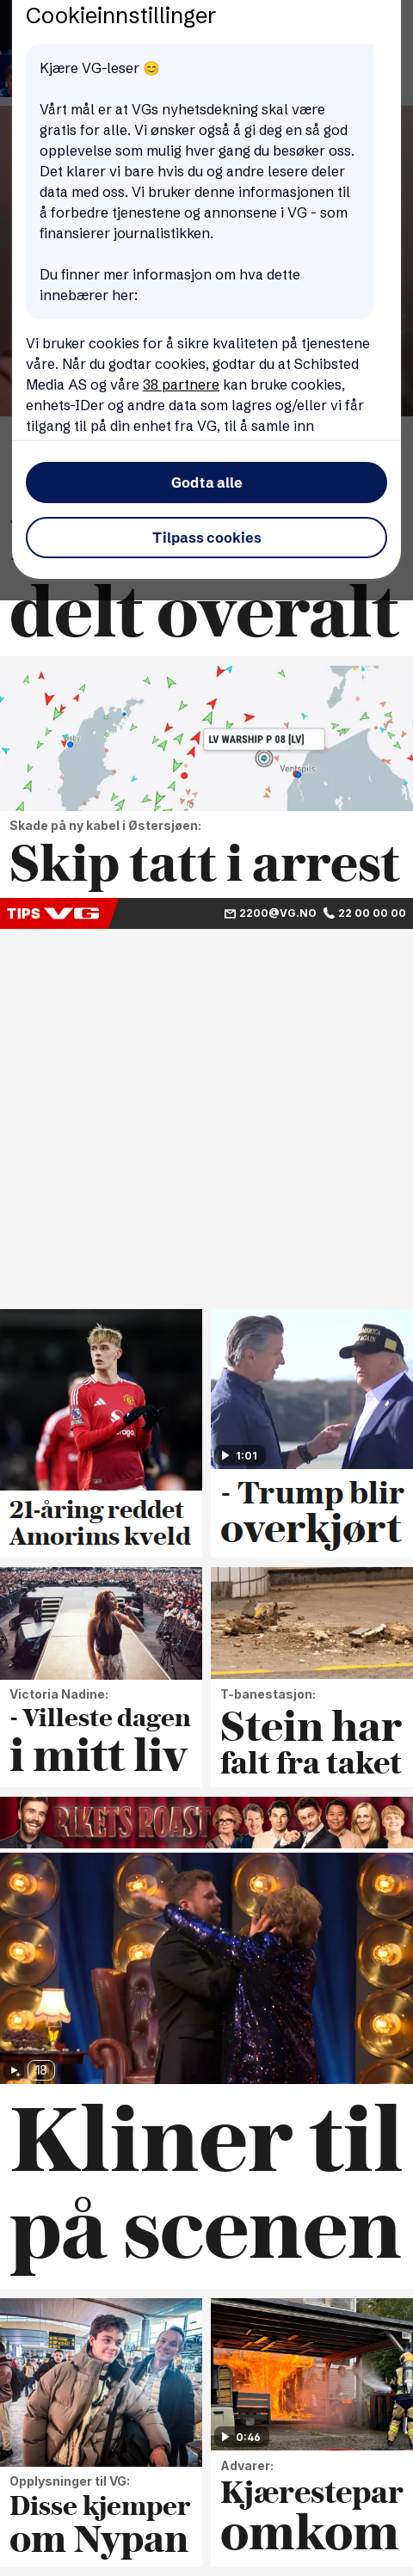 Cookieinnstillinger
Kjære VG-leser 😊
Vårt mål er at VGs nyhetsdekning skal være
gratis for alle. Vi ønsker også å gi deg en så god
opplevelse som mulig hver gang du besøker oss.
Det klarer vi bare hvis du og andre lesere deler
data med oss. Vi bruker denne informasjonen til
å forbedre tjenestene og annonsene i VG - som
finansierer journalistikken.
Du finner mer informasjon om hva dette
innebærer her:
Vi bruker cookies for å sikre kvaliteten på tjenestene
våre. Når du godtar cookies, godtar du at Schibsted
Media AS og våre 38 partnere kan bruke cookies,
enhets-IDer og andre data som lagres og/eller vi får
tilgang til på din enhet fra VG, til å samle inn
Godta alle
Tilpass cookies
delt overalt
LV WARSHIP P 08 [LV]
Ventspils
Skade på ny kabel i Østersjøen:
Skip tatt i arrest
TIPS VG
2200@VG.NO
22 00 00 00
21-åring reddet
Amorims kveld
1:01
- Trump blir
overkjørt
Victoria Nadine:
- Villeste dagen
i mitt liv
T-banestasjon:
Stein har
falt fra taket
RIKETS ROAST
18
Kliner til
på scenen
Opplysninger til VG:
Disse kjemper
om Nypan
0:46
Advarer:
Kjærestepar
omkom